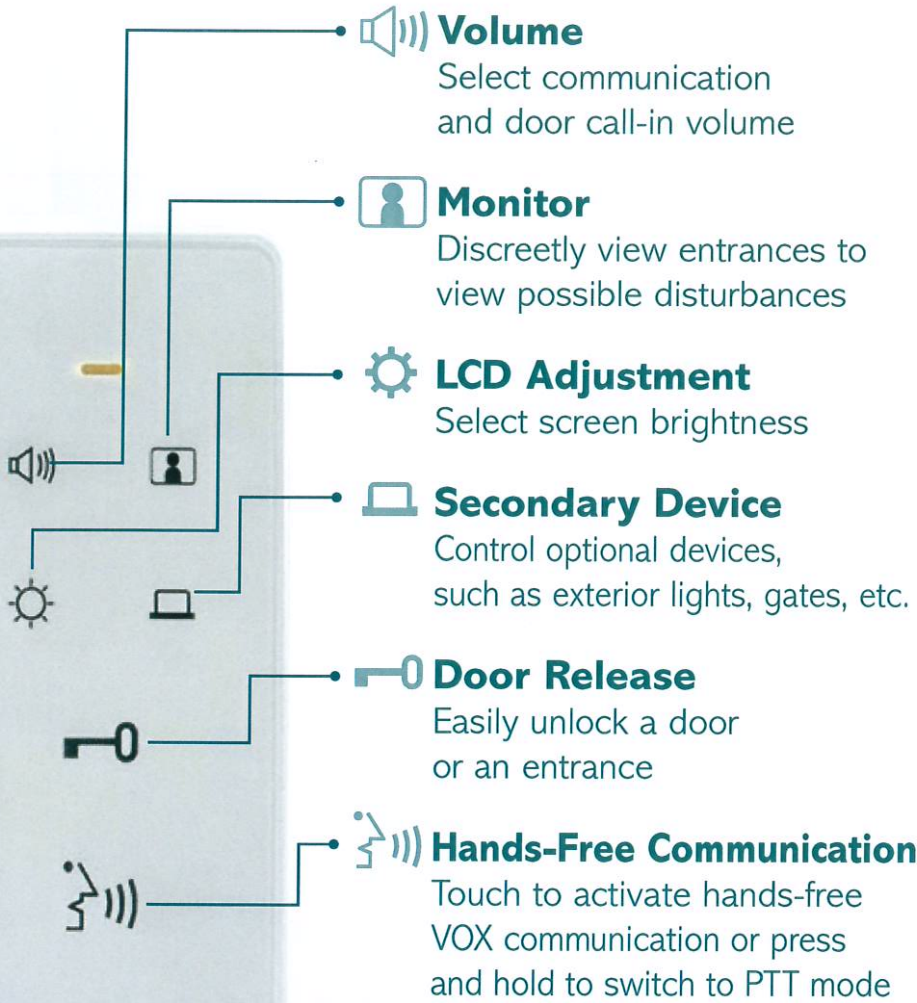 Volume
Select communication
and door call-in volume
Monitor
Discreetly view entrances to
view possible disturbances
LCD Adjustment
Select screen brightness
Secondary Device
Control optional devices,
such as exterior lights, gates, etc.
Door Release
Easily unlock a door
or an entrance
Hands-Free Communication
Touch to activate hands-free
VOX communication or press
and hold to switch to PTT mode